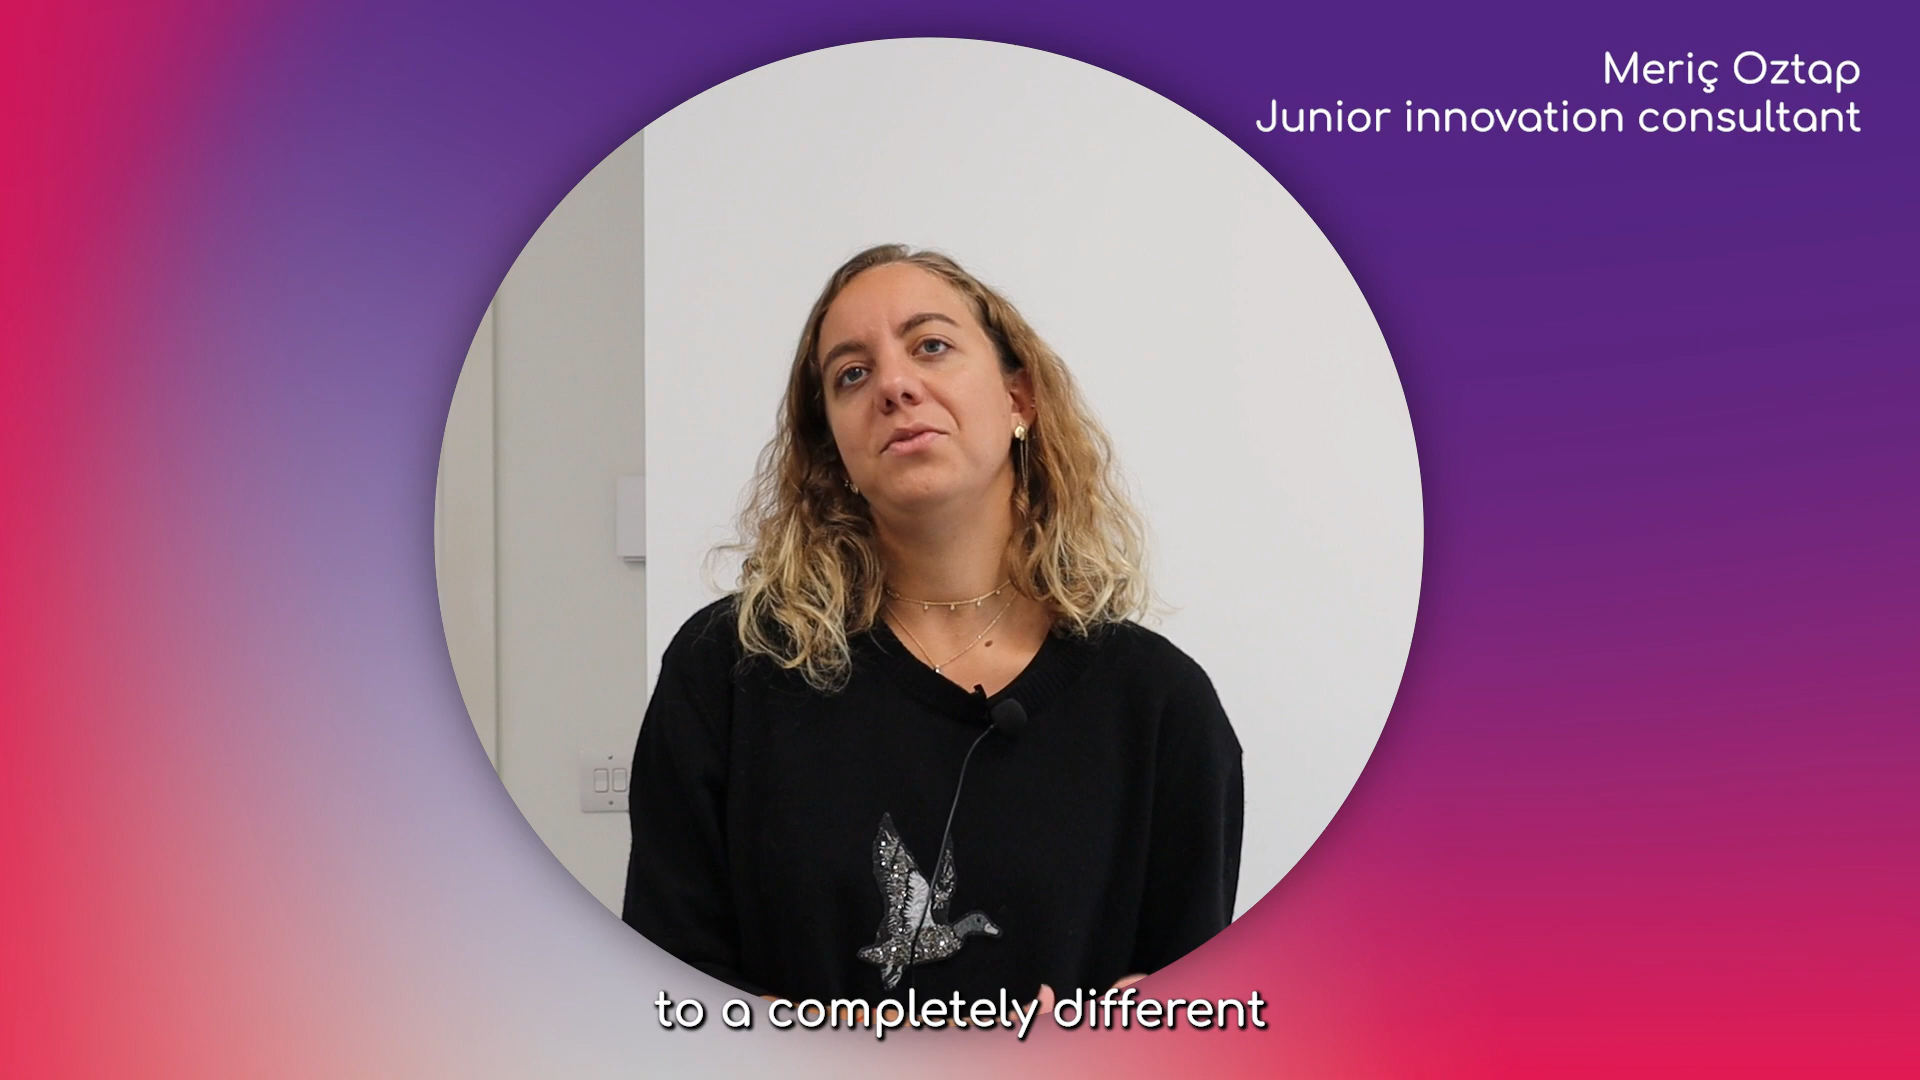 Meriç Oztap
Junior innovation consultant
to a completely different